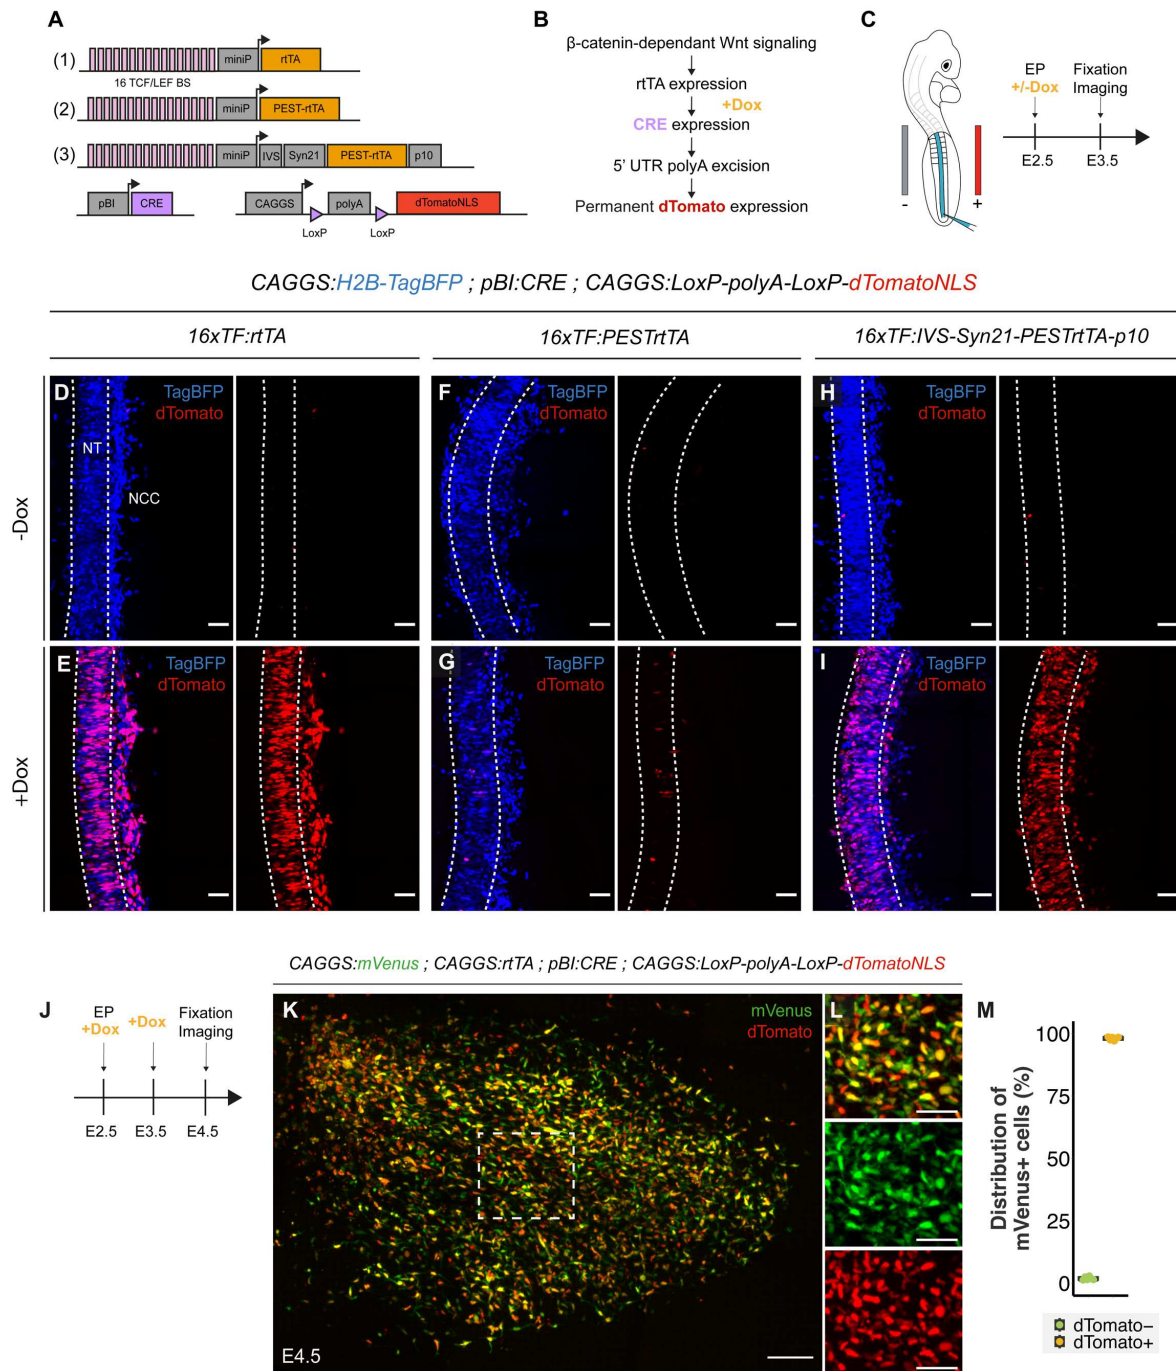 A
(1)
miniP
rtTA
16 TCF/LEF BS
(2)
miniP
PEST-rtTA
(3)
miniP
IVS
Syn21
PEST-rtTA
p10
pBI
CRE
CAGGS
polyA
dTomatoNLS
LoxP
LoxP
B
β-catenin-dependant Wnt signaling
rtTA expression
+Dox
CRE expression
5' UTR polyA excision
Permanent dTomato expression
C
-
+
EP
+/-Dox
Fixation
Imaging
E2.5
E3.5
CAGGS:H2B-TagBFP ; pBI:CRE ; CAGGS:LoxP-polyA-LoxP-dTomatoNLS
16xTF:rtTA
16xTF:PESTrtTA
16xTF:IVS-Syn21-PESTrtTA-p10
-Dox
D
TagBFP
dTomato
NT
NCC
F
TagBFP
dTomato
H
TagBFP
dTomato
+Dox
E
TagBFP
dTomato
G
TagBFP
dTomato
I
TagBFP
dTomato
CAGGS:mVenus ; CAGGS:rtTA ; pBI:CRE ; CAGGS:LoxP-polyA-LoxP-dTomatoNLS
J
EP
+Dox
+Dox
Fixation
Imaging
E2.5
E3.5
E4.5
K
mVenus
dTomato
E4.5
L
M
Distribution of
mVenus+ cells (%)
100
75
50
25
0
dTomato–
dTomato+